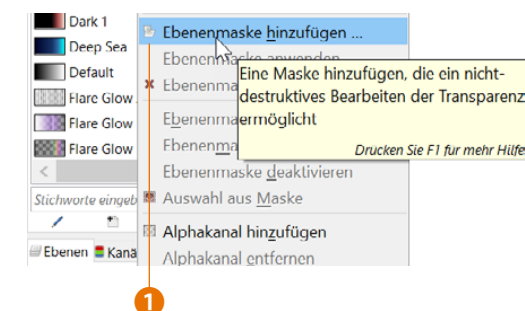 Dark 1
Deep Sea
Default
Flare Glow
Flare Glow
Flare Glow
Stichworte eingeb
Ebenen Kanä
Ebenenmaske hinzufügen ...
Ebenenmaske anwenden
Ebenenma
Ebenenma
Ebenenma
Ebenenmaske deaktivieren
Auswahl aus Maske
Alphakanal hinzufügen
Alphakanal entfernen
Eine Maske hinzufügen, die ein nicht-
destruktives Bearbeiten der Transparenz
ermöglicht
Drücken Sie F1 für mehr Hilfe
1